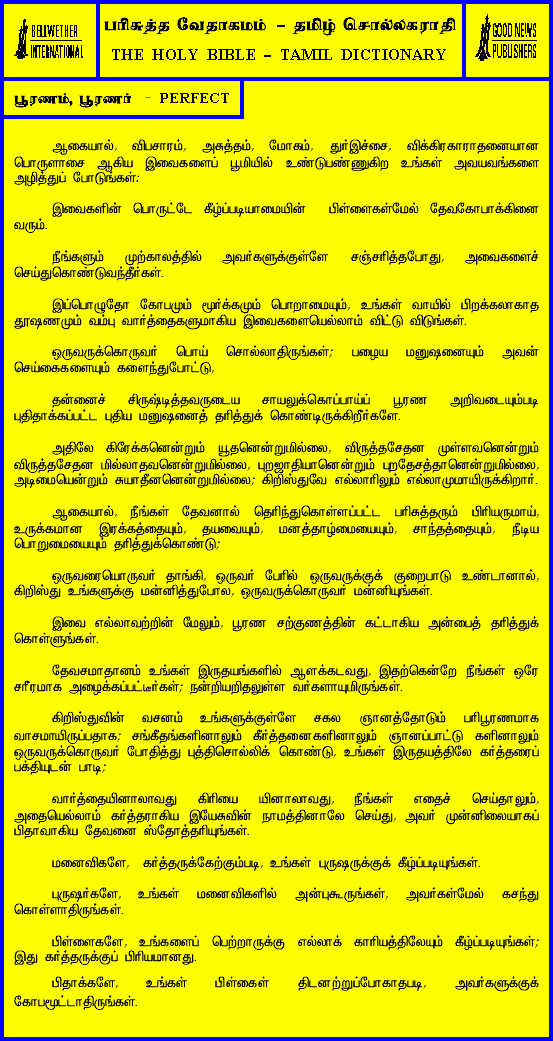 BELLWETHER
INTERNATIONAL
பரிசுத்த வேதாகமம் – தமிழ் சொல்லகராதி
THE HOLY BIBLE – TAMIL DICTIONARY
GOOD NEWS
PUBLISHERS
பூரணம், பூரணர் – PERFECT
ஆகையால், விபசாரம், அசுத்தம், மோகம், துர்இச்சை, விக்கிரகாராதனையான
பொருளாசை ஆகிய இவைகளைப் பூமியில் உண்டுபண்ணுகிற உங்கள் அவயவங்களை
அழித்துப் போடுங்கள்;
இவைகளின் பொருட்டே கீழ்ப்படியாமையின் பிள்ளைகள்மேல் தேவகோபாக்கினை
வரும்.
நீங்களும் முற்காலத்தில் அவர்களுக்குள்ளே சஞ்சரித்தபோது, அவைகளைச்
செய்துகொண்டுவந்தீர்கள்.
இப்பொழுதோ கோபமும் மூர்க்கமும் பொறாமையும், உங்கள் வாயில் பிறக்கலாகாத
தூஷணமும் வம்பு வார்த்தைகளுமாகிய இவைகளையெல்லாம் விட்டு விடுங்கள்.
ஒருவருக்கொருவர் பொய் சொல்லாதிருங்கள்; பழைய மனுஷனையும் அவன்
செய்கைகளையும் களைந்துபோட்டு,
தன்னைச் சிருஷ்டித்தவருடைய சாயலுக்கொப்பாய்ப் பூரண அறிவடையும்படி
புதிதாக்கப்பட்ட புதிய மனுஷனைத் தரித்துக் கொண்டிருக்கிறீர்களே.
அதிலே கிரேக்கனென்றும் யூதனென்றுமில்லை, விருத்தசேதன முள்ளவனென்றும்
விருத்தசேதன மில்லாதவனென்றுமில்லை, புறஜாதியானென்றும் புறதேசத்தானென்றுமில்லை,
அடிமையென்றும் சுயாதீனனென்றுமில்லை; கிறிஸ்துவே எல்லாரிலும் எல்லாமுமாயிருக்கிறார்.
ஆகையால், நீங்கள் தேவனால் தெரிந்துகொள்ளப்பட்ட பரிசுத்தரும் பிரியருமாய்,
உருக்கமான இரக்கத்தையும், தயவையும், மனத்தாழ்மையையும், சாந்தத்தையும், நீடிய
பொறுமையையும் தரித்துக்கொண்டு;
ஒருவரையொருவர் தாங்கி, ஒருவர் பேரில் ஒருவருக்குக் குறைபாடு உண்டானால்,
கிறிஸ்து உங்களுக்கு மன்னித்துபோல, ஒருவருக்கொருவர் மன்னியுங்கள்.
இவை எல்லாவற்றின் மேலும், பூரண சற்குணத்தின் கட்டாகிய அன்பைத் தரித்துக்
கொள்ளுங்கள்.
தேவசமாதானம் உங்கள் இருதயங்களில் ஆளக்கடவது, இதற்கென்றே நீங்கள் ஒரே
சரீரமாக அழைக்கப்பட்டீர்கள்; நன்றியறிதலுள்ள வர்களாயுமிருங்கள்.
கிறிஸ்துவின் வசனம் உங்களுக்குள்ளே சகல ஞானத்தோடும் பரிபூரணமாக
வாசமாயிருப்பதாக; சங்கீதங்களினாலும் கீர்த்தனைகளினாலும் ஞானப்பாட்டு களினாலும்
ஒருவருக்கொருவர் போதித்து புத்திசொல்லிக் கொண்டு, உங்கள் இருதயத்திலே கர்த்தரைப்
பக்தியுடன் பாடி;
வார்த்தையினாலாவது கிரியை யினாலாவது, நீங்கள் எதைச் செய்தாலும்,
அதையெல்லாம் கர்த்தராகிய இயேசுவின் நாமத்தினாலே செய்து, அவர் முன்னிலையாகப்
பிதாவாகிய தேவனை ஸ்தோத்தரியுங்கள்.
மனைவிகளே, கர்த்தருக்கேற்கும்படி, உங்கள் புருஷருக்குக் கீழ்ப்படியுங்கள்.
புருஷர்களே, உங்கள் மனைவிகளில் அன்புகூருங்கள், அவர்கள்மேல் கசந்து
கொள்ளாதிருங்கள்.
பிள்ளைகளே, உங்களைப் பெற்றாருக்கு எல்லாக் காரியத்திலேயும் கீழ்ப்படியுங்கள்;
இது கர்த்தருக்குப் பிரியமானது.
பிதாக்களே, உங்கள் பிள்கைள் திடனற்றுப்போகாதபடி, அவர்களுக்குக்
கோபமூட்டாதிருங்கள்.